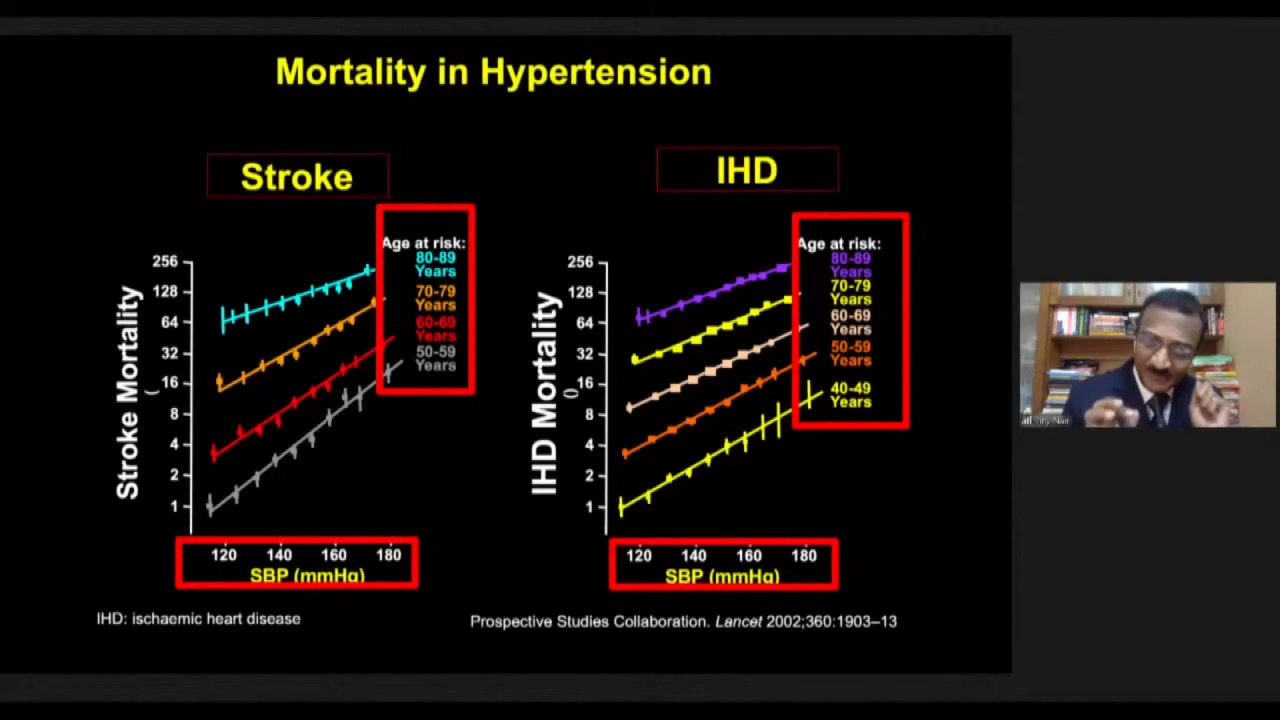 Mortality in Hypertension
Stroke
Stroke Mortality
(
256
128
64
32
16
8
4
2
1
Age at risk:
80-89
Years
70-79
Years
60-69
Years
50-59
Years
120 140 160 180
SBP (mmHg)
IHD
IHD Mortality
0
256
128
64
32
16
8
4
2
1
Age at risk:
80-89
Years
70-79
Years
60-69
Years
50-59
Years
40-49
Years
120 140 160 180
SBP (mmHg)
IHD: ischaemic heart disease
Prospective Studies Collaboration. Lancet 2002;360:1903–13